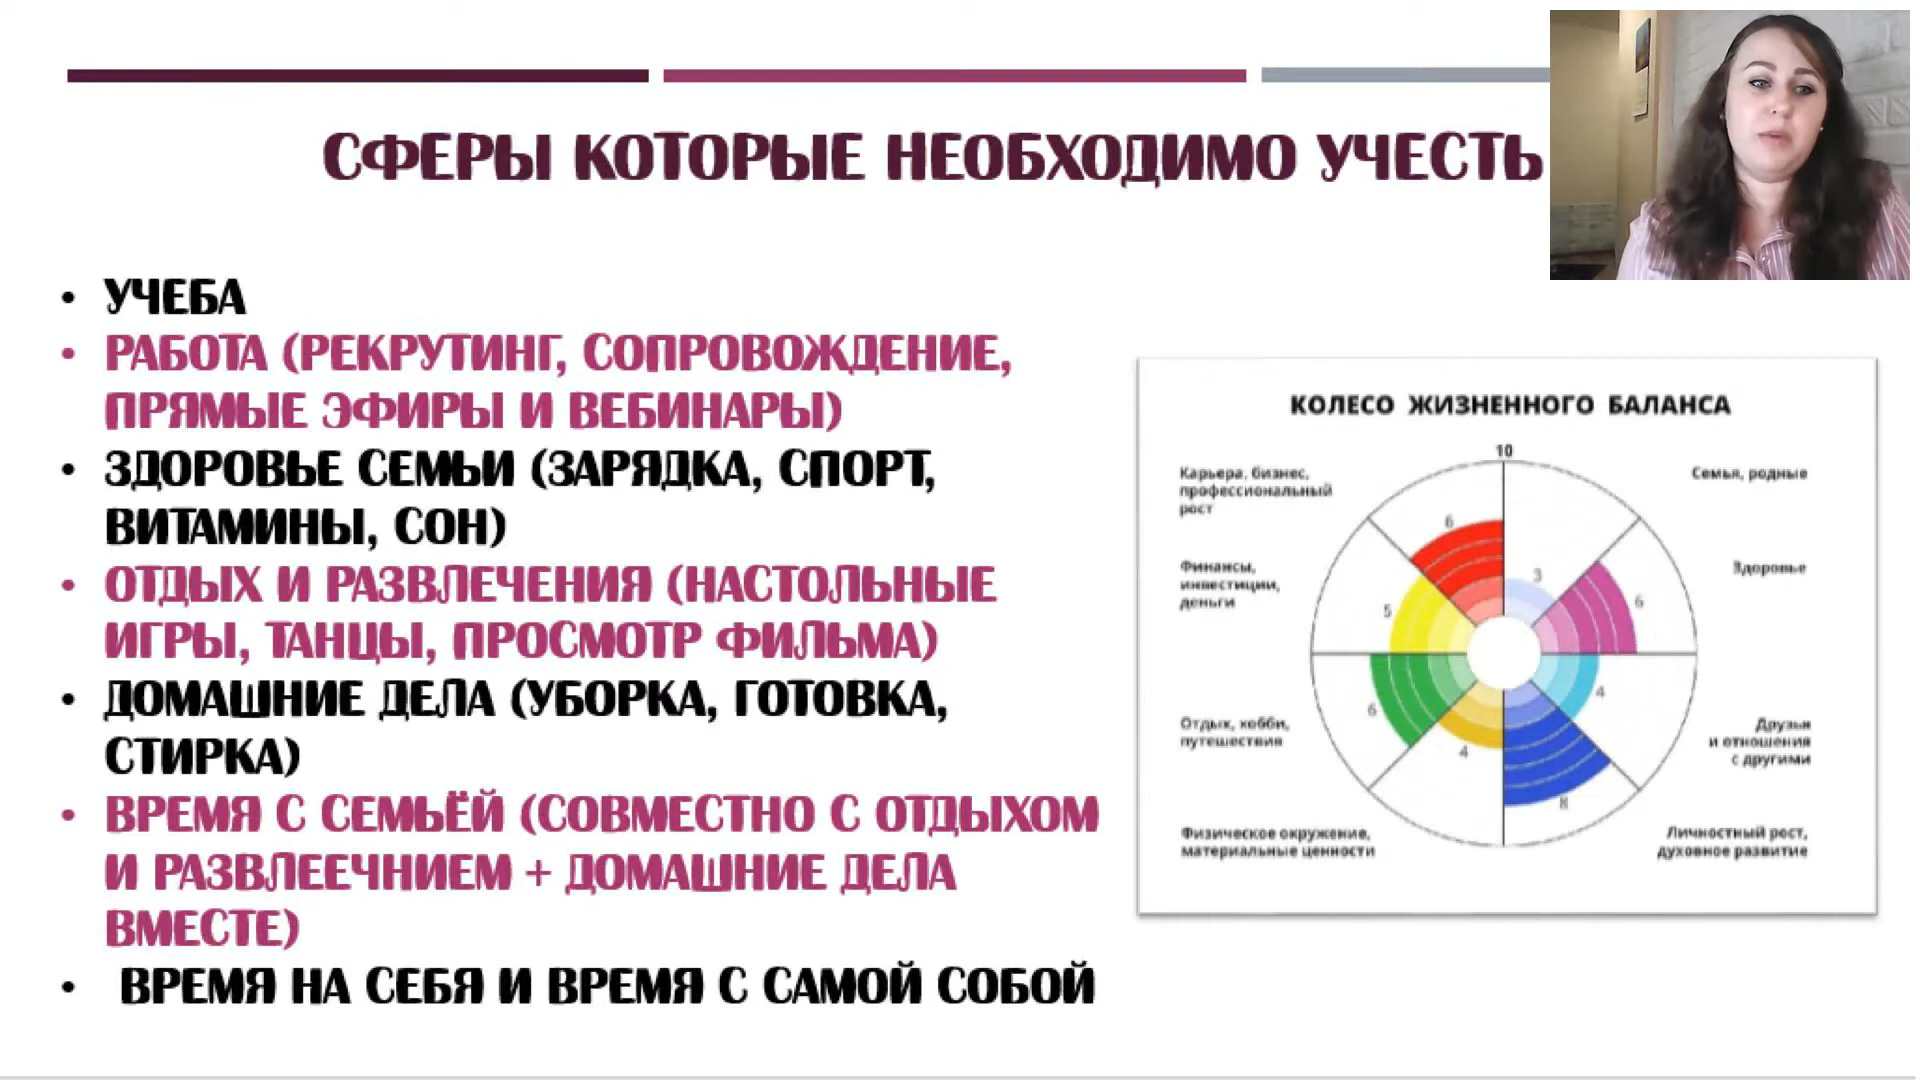 СФЕРЫ КОТОРЫЕ НЕОБХОДИМО УЧЕСТЬ
• УЧЕБА
• РАБОТА (РЕКРУТИНГ, СОПРОВОЖДЕНИЕ,
ПРЯМЫЕ ЭФИРЫ И ВЕБИНАРЫ)
• ЗДОРОВЬЕ СЕМЬИ (ЗАРЯДКА, СПОРТ,
ВИТАМИНЫ, СОН)
• ОТДЫХ И РАЗВЛЕЧЕНИЯ (НАСТОЛЬНЫЕ
ИГРЫ, ТАНЦЫ, ПРОСМОТР ФИЛЬМА)
• ДОМАШНИЕ ДЕЛА (УБОРКА, ГОТОВКА,
СТИРКА)
• ВРЕМЯ С СЕМЬЁЙ (СОВМЕСТНО С ОТДЫХОМ
И РАЗВЛЕЕЧНИЕМ + ДОМАШНИЕ ДЕЛА
ВМЕСТЕ)
• ВРЕМЯ НА СЕБЯ И ВРЕМЯ С САМОЙ СОБОЙ
КОЛЕСО ЖИЗНЕННОГО БАЛАНСА
10
Карьера, бизнес,
профессиональный
рост
Семья, родные
6
Финансы,
инвестиции,
деньги
Здоровье
3
5
6
6
4
4
8
Отдых, хобби,
путешествия
Друзья
и отношения
с другими
Физическое окружение,
материальные ценности
Личностный рост,
духовное развитие